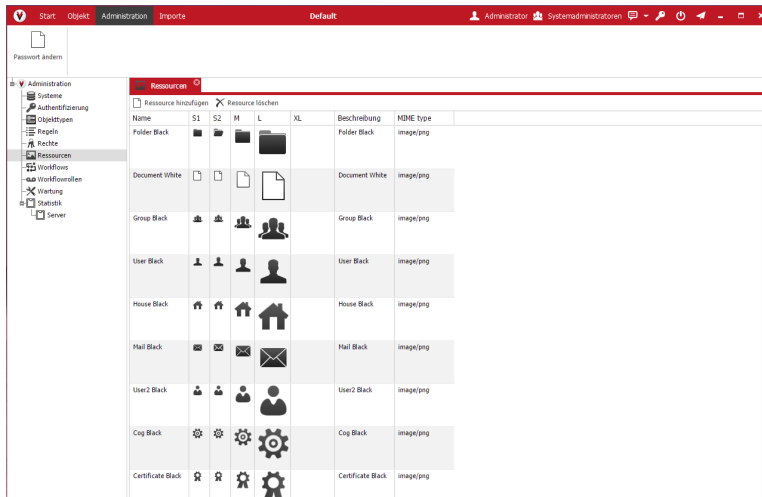 Start Objekt Administration Importe Default Administrator Systemadministratoren
Passwort ändern
Administration
Systeme
Authentifizierung
Objekttypen
Regeln
Rechte
Ressourcen
Workflows
Workflowrollen
Wartung
Statistik
Server
Ressourcen
Ressource hinzufügen Ressource löschen
Name S1 S2 M L XL Beschreibung MIME type
Folder Black Folder Black image/png
Document White Document White image/png
Group Black Group Black image/png
User Black User Black image/png
House Black House Black image/png
Mail Black Mail Black image/png
User2 Black User2 Black image/png
Cog Black Cog Black image/png
Certificate Black Certificate Black image/png